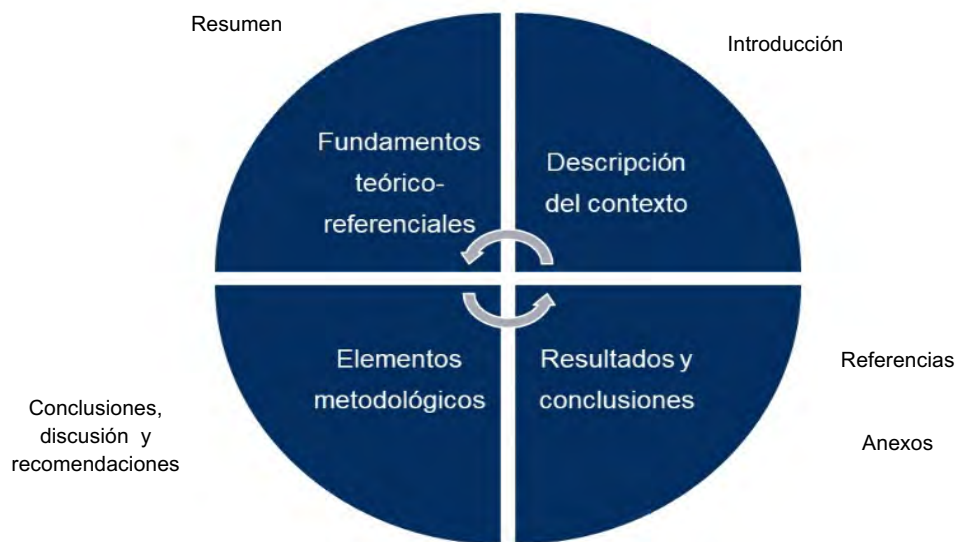 Resumen
Introducción
Fundamentos
teórico-
referenciales
Descripción
del contexto
Elementos
metodológicos
Resultados y
conclusiones
Referencias
Conclusiones,
discusión y
recomendaciones
Anexos